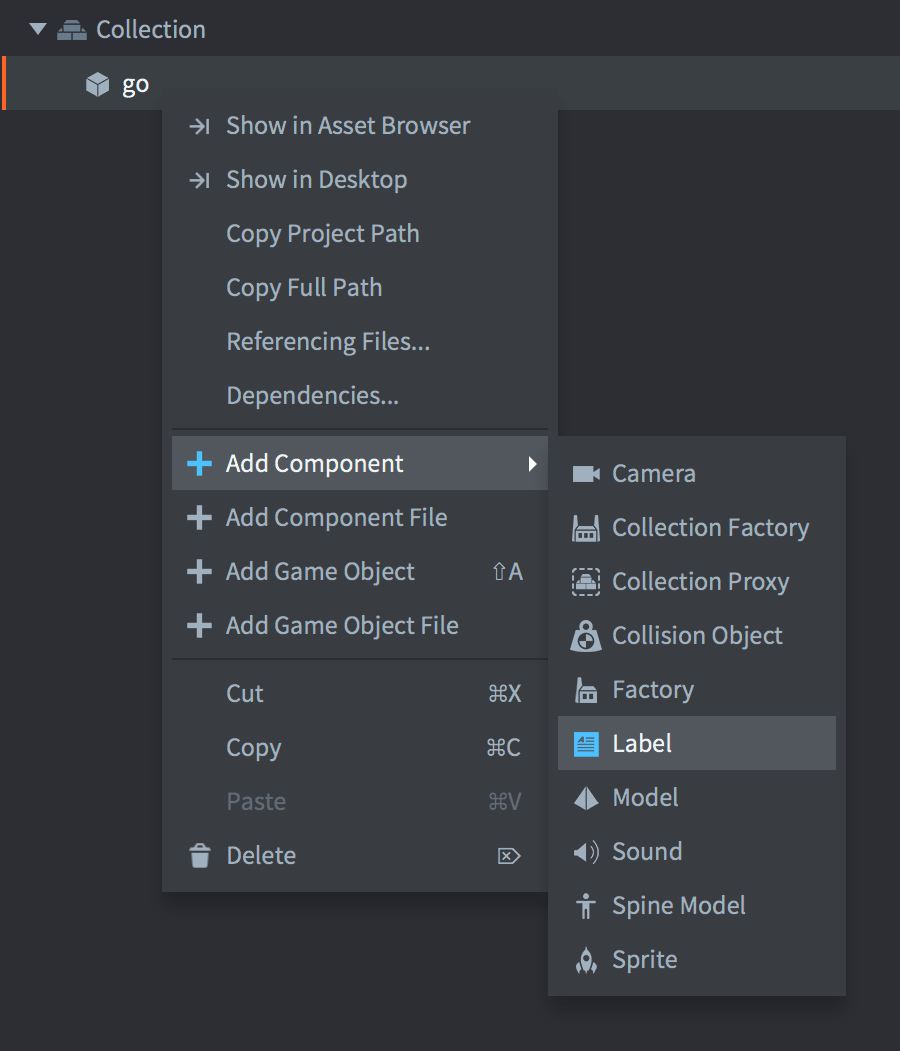 Collection
go
Show in Asset Browser
Show in Desktop
Copy Project Path
Copy Full Path
Referencing Files...
Dependencies...
Add Component
Add Component File
Add Game Object ⇧A
Add Game Object File
Cut ⌘X
Copy ⌘C
Paste ⌘V
Delete ⌦
Camera
Collection Factory
Collection Proxy
Collision Object
Factory
Label
Model
Sound
Spine Model
Sprite